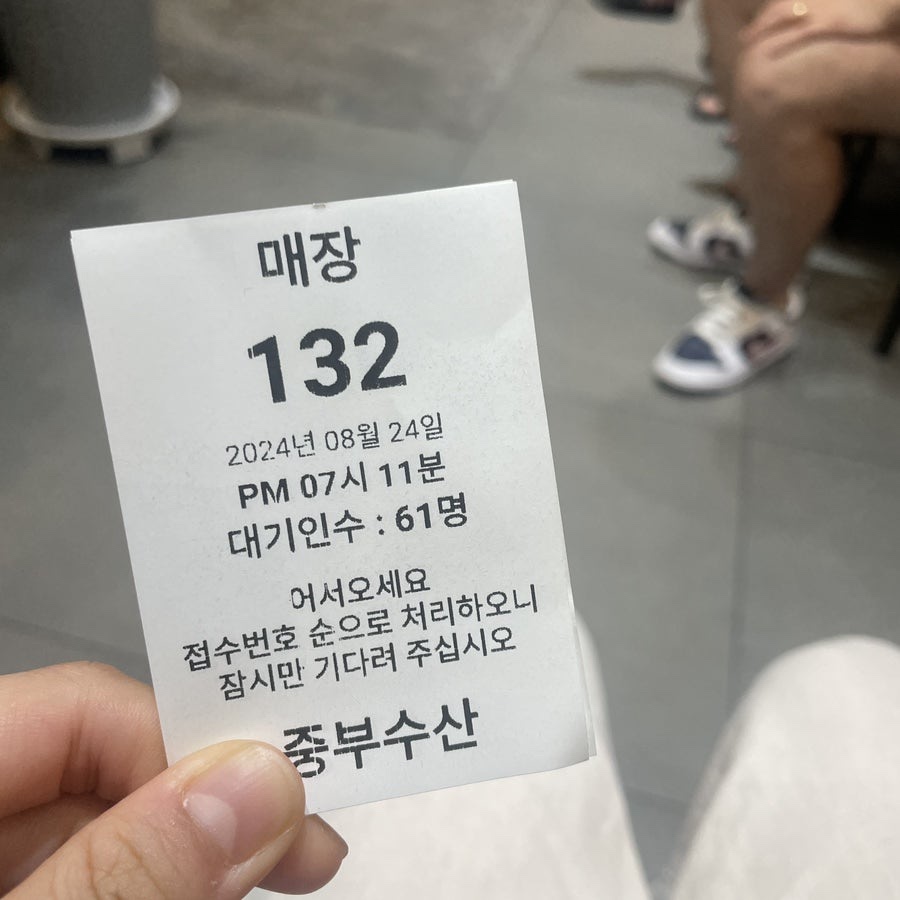 매장
132
2024년 08월 24일
PM 07시 11분
대기인수 : 61명
어서오세요
접수번호 순으로 처리하오니
잠시만 기다려 주십시오
중부수산